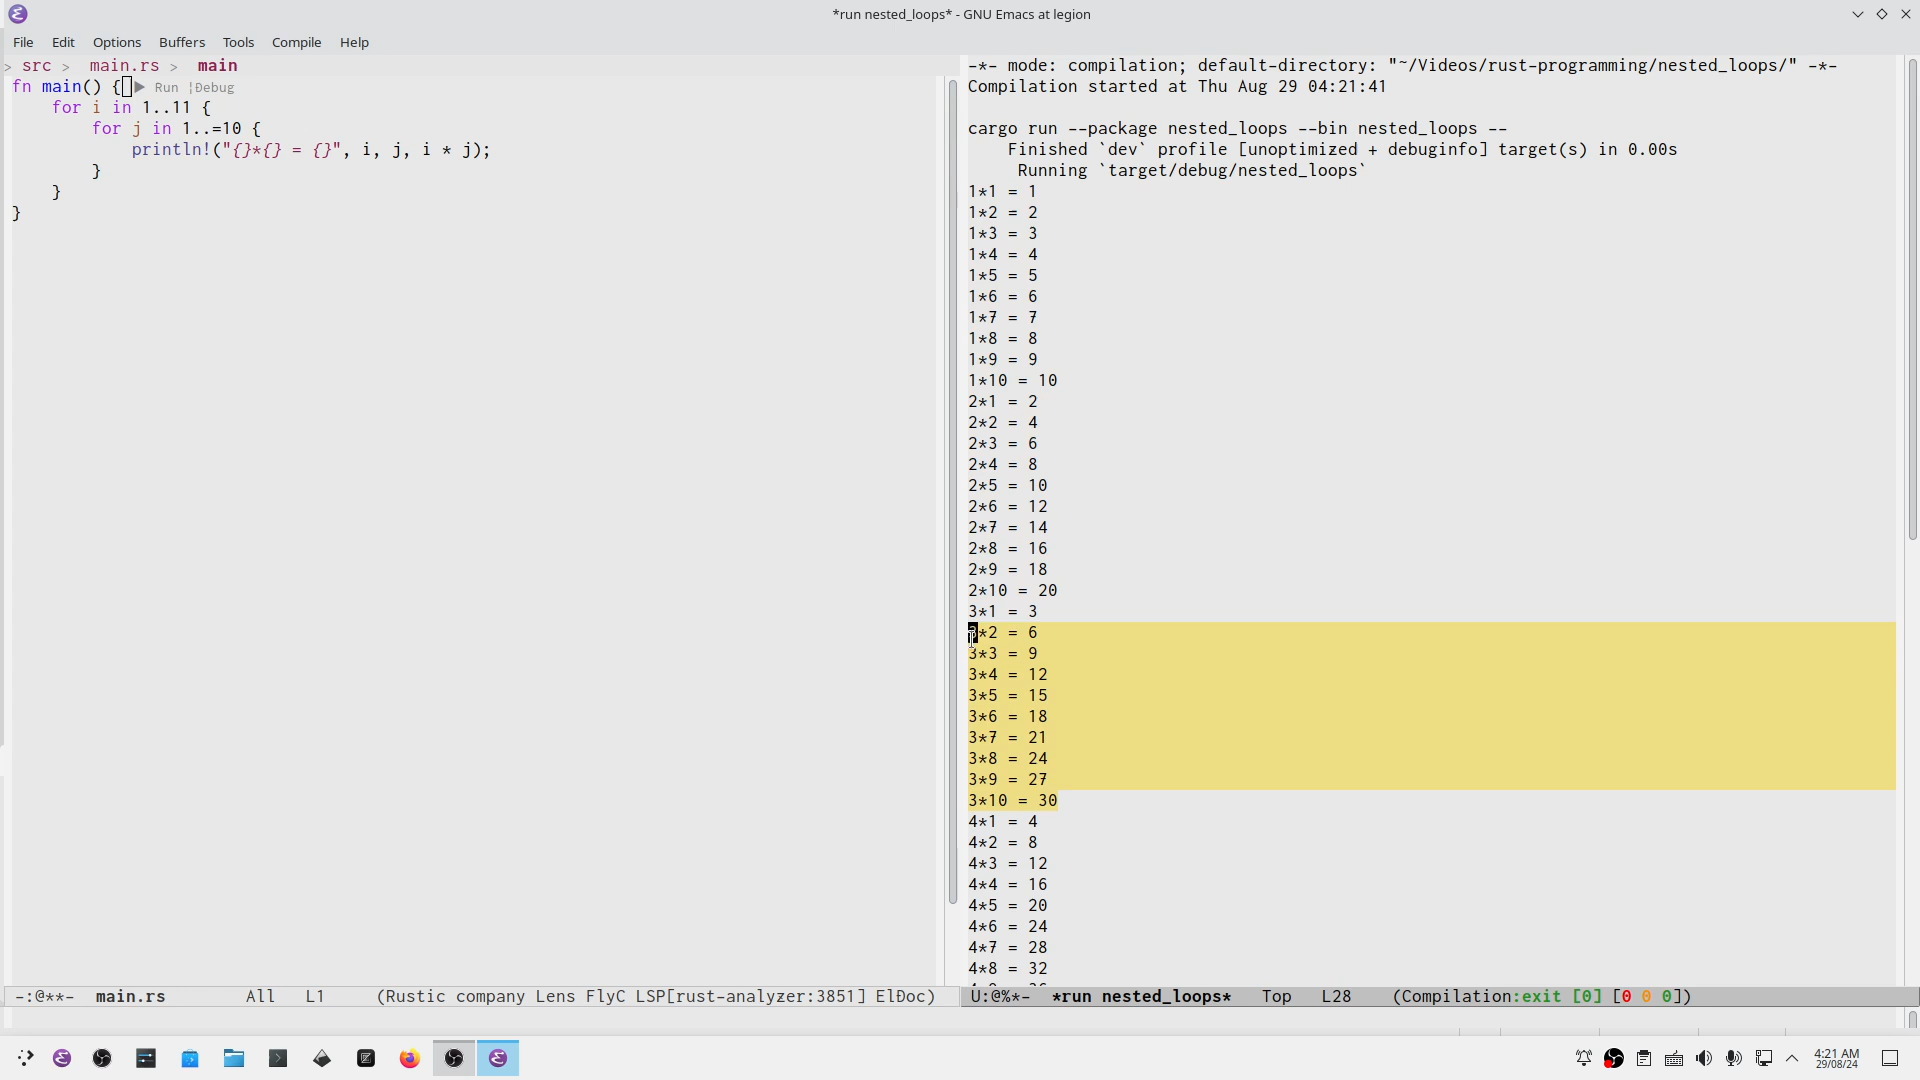 *run nested_loops* - GNU Emacs at legion
File Edit Options Buffers Tools Compile Help
> src > main.rs > main
fn main() { ▶ Run ¦Debug
    for i in 1..11 {
        for j in 1..=10 {
            println!("{}*{} = {}", i, j, i * j);
        }
    }
}
-:@**- main.rs All L1 (Rustic company Lens FlyC LSP[rust-analyzer:3851] ElDoc)
-*- mode: compilation; default-directory: "~/Videos/rust-programming/nested_loops/" -*-
Compilation started at Thu Aug 29 04:21:41
cargo run --package nested_loops --bin nested_loops --
    Finished `dev` profile [unoptimized + debuginfo] target(s) in 0.00s
     Running `target/debug/nested_loops`
1*1 = 1
1*2 = 2
1*3 = 3
1*4 = 4
1*5 = 5
1*6 = 6
1*7 = 7
1*8 = 8
1*9 = 9
1*10 = 10
2*1 = 2
2*2 = 4
2*3 = 6
2*4 = 8
2*5 = 10
2*6 = 12
2*7 = 14
2*8 = 16
2*9 = 18
2*10 = 20
3*1 = 3
3*2 = 6
3*3 = 9
3*4 = 12
3*5 = 15
3*6 = 18
3*7 = 21
3*8 = 24
3*9 = 27
3*10 = 30
4*1 = 4
4*2 = 8
4*3 = 12
4*4 = 16
4*5 = 20
4*6 = 24
4*7 = 28
4*8 = 32
U:@%*- *run nested_loops* Top L28 (Compilation:exit [0] [0 0 0])
4:21 AM
29/08/24